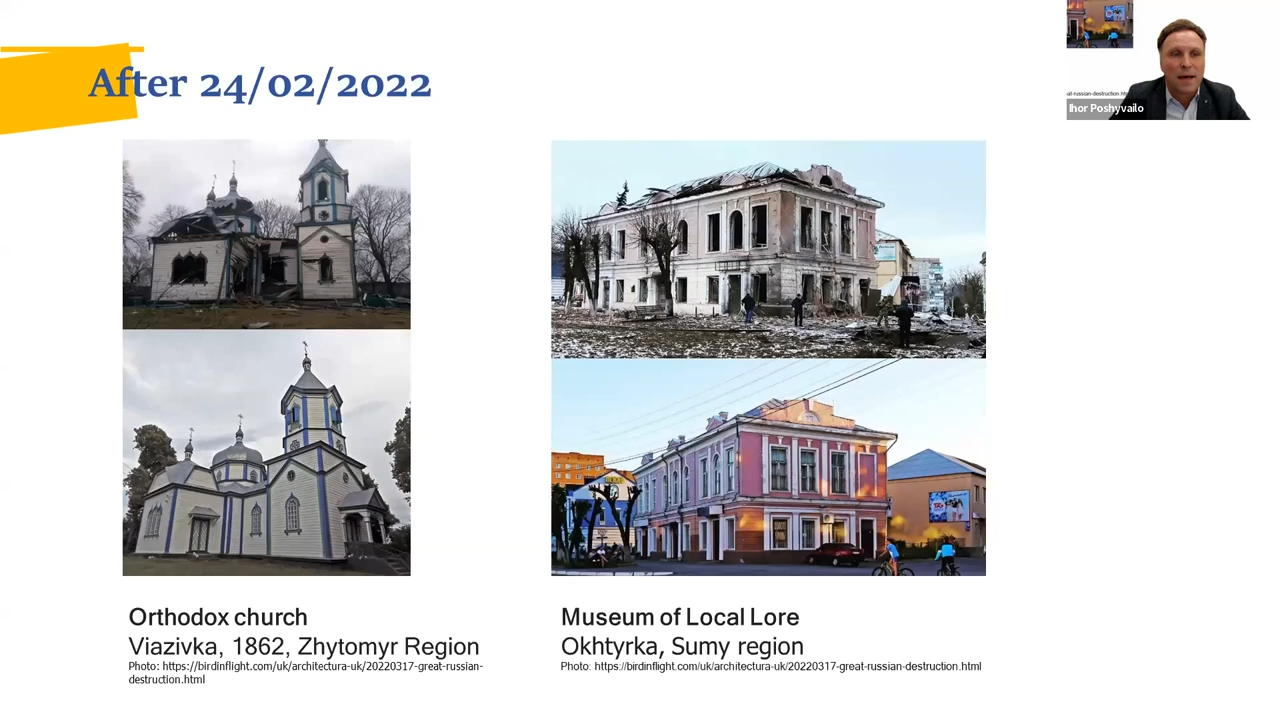 After 24/02/2022
Ihor Poshyvailo
Orthodox church
Viazivka, 1862, Zhytomyr Region
Photo: https://birdinflight.com/uk/architectura-uk/20220317-great-russian-
destruction.html
Museum of Local Lore
Okhtyrka, Sumy region
Photo: https://birdinflight.com/uk/architectura-uk/20220317-great-russian-destruction.html